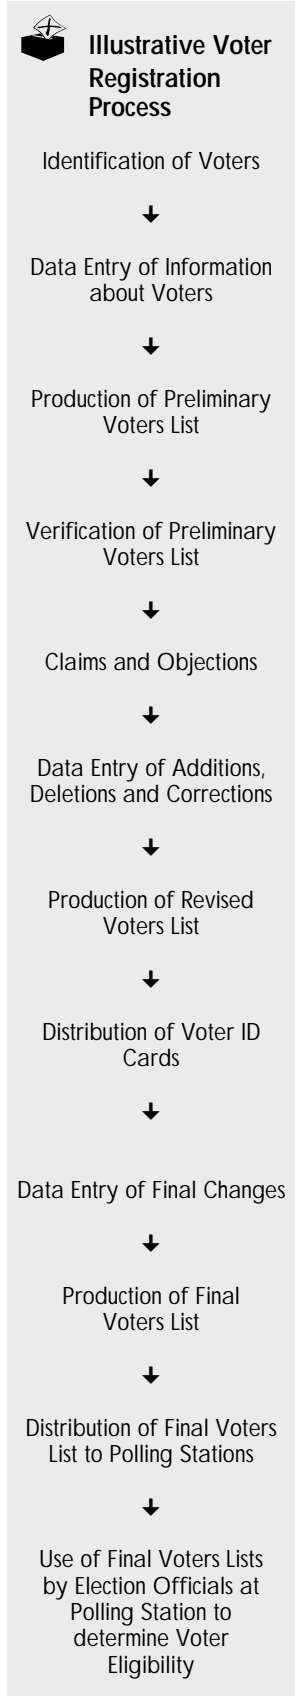 Illustrative Voter
Registration
Process
Identification of Voters
Data Entry of Information
about Voters
Production of Preliminary
Voters List
Verification of Preliminary
Voters List
Claims and Objections
Data Entry of Additions,
Deletions and Corrections
Production of Revised
Voters List
Distribution of Voter ID
Cards
Data Entry of Final Changes
Production of Final
Voters List
Distribution of Final Voters
List to Polling Stations
Use of Final Voters Lists
by Election Officials at
Polling Station to
determine Voter
Eligibility